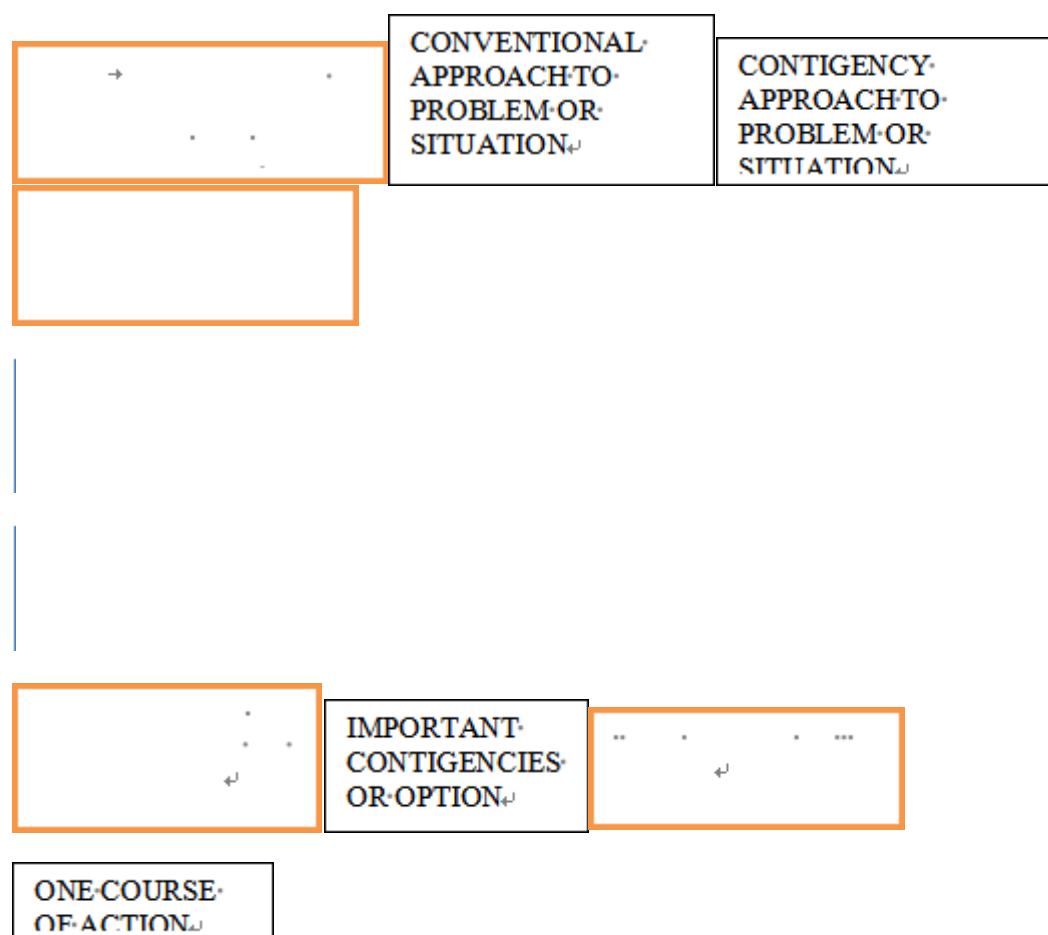 CONVENTIONAL
APPROACH TO
PROBLEM OR
SITUATION
CONTIGENCY
APPROACH TO
PROBLEM OR
SITUATION
IMPORTANT
CONTIGENCIES
OR OPTION
ONE COURSE
OF ACTION